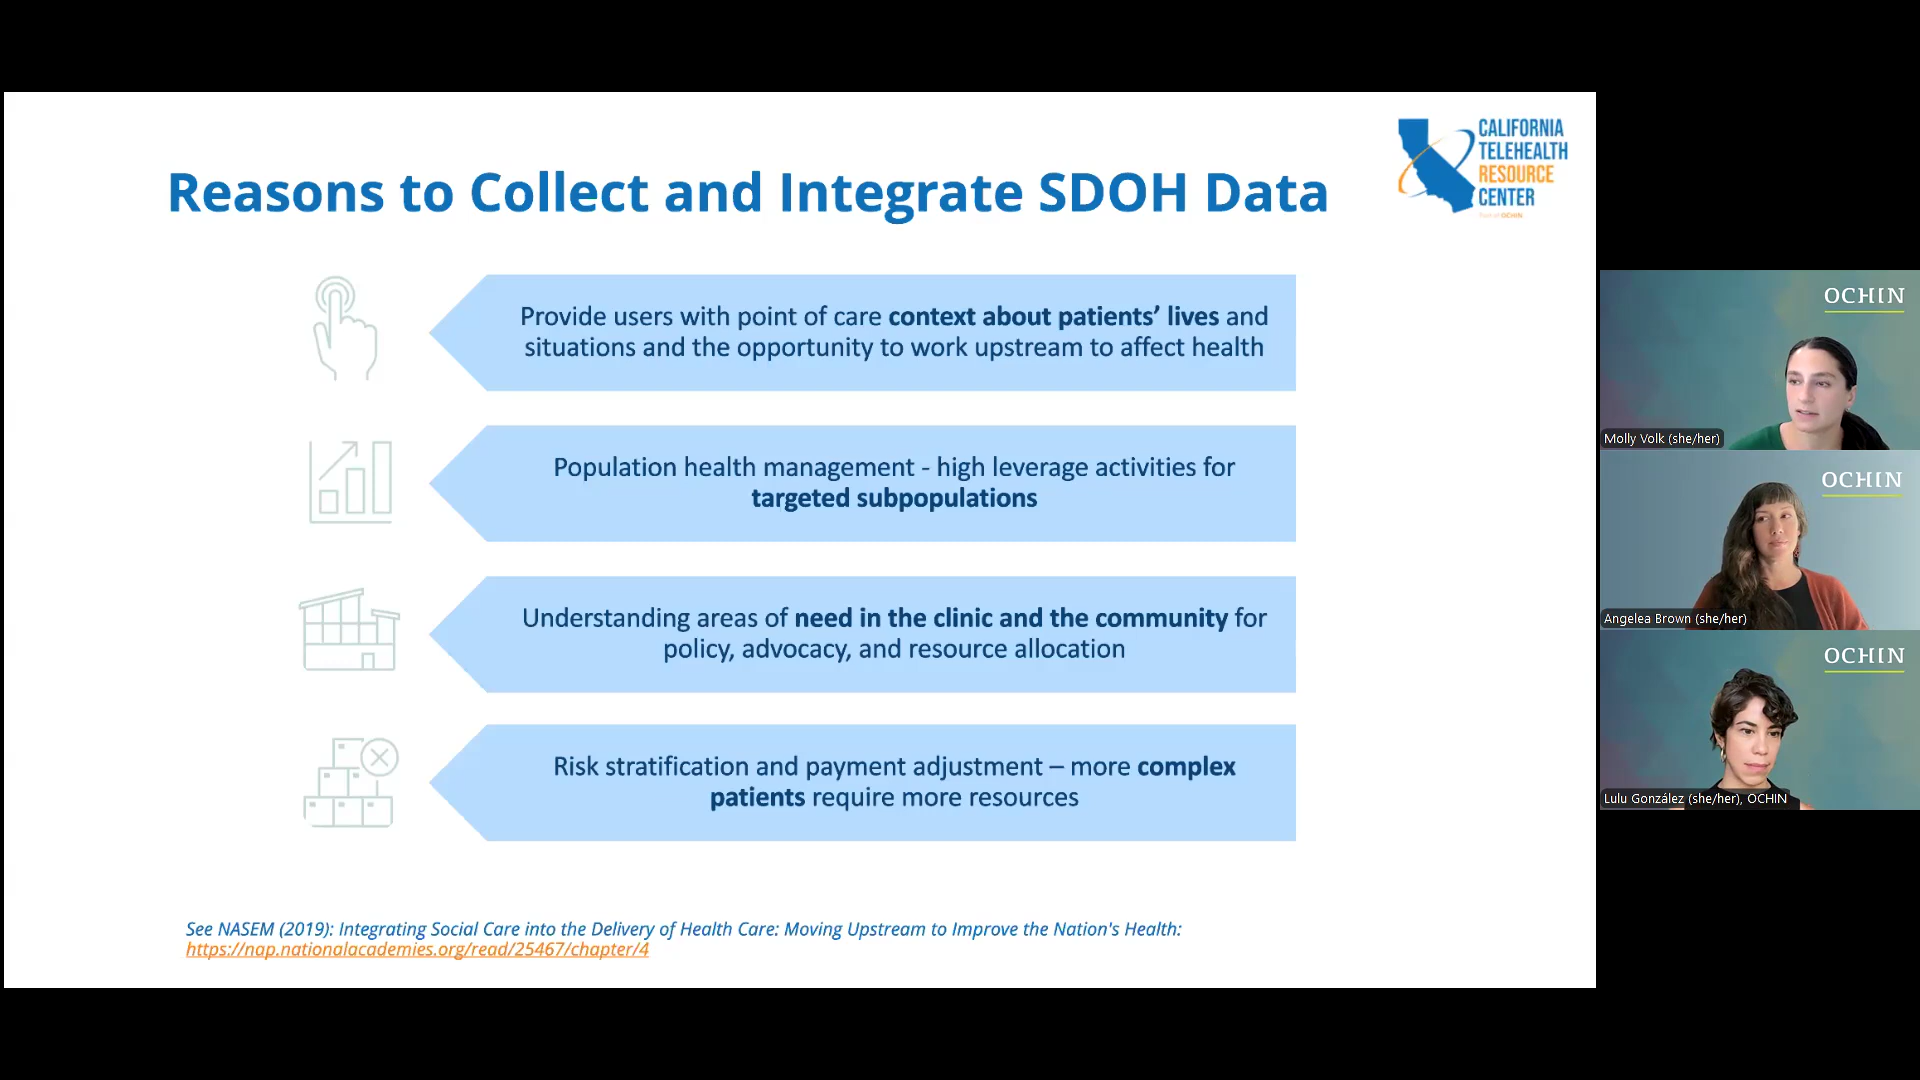 Reasons to Collect and Integrate SDOH Data
CALIFORNIA
TELEHEALTH
RESOURCE
CENTER
Part of OCHIN
Provide users with point of care context about patients’ lives and
situations and the opportunity to work upstream to affect health
Population health management - high leverage activities for
targeted subpopulations
Understanding areas of need in the clinic and the community for
policy, advocacy, and resource allocation
Risk stratification and payment adjustment – more complex
patients require more resources
See NASEM (2019): Integrating Social Care into the Delivery of Health Care: Moving Upstream to Improve the Nation's Health:
https://nap.nationalacademies.org/read/25467/chapter/4
OCHIN
Molly Volk (she/her)
OCHIN
Angelea Brown (she/her)
OCHIN
Lulu González (she/her), OCHIN